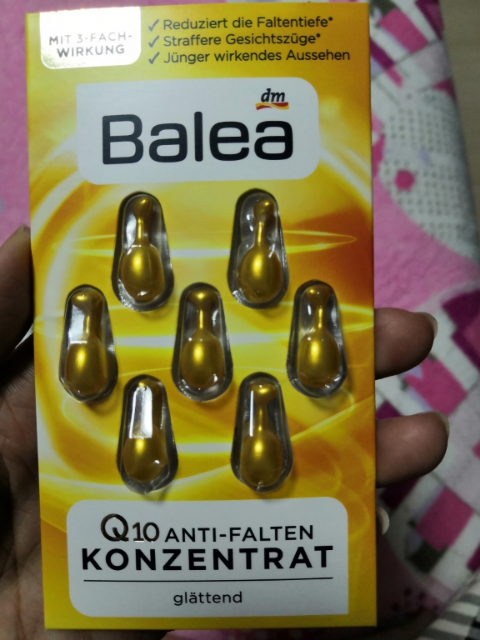 MIT 3-FACH-
WIRKUNG
✓ Reduziert die Faltentiefe*
✓ Straffere Gesichtszüge*
✓ Jünger wirkendes Aussehen
dm
Balea
Q10 ANTI-FALTEN
KONZENTRAT
glättend